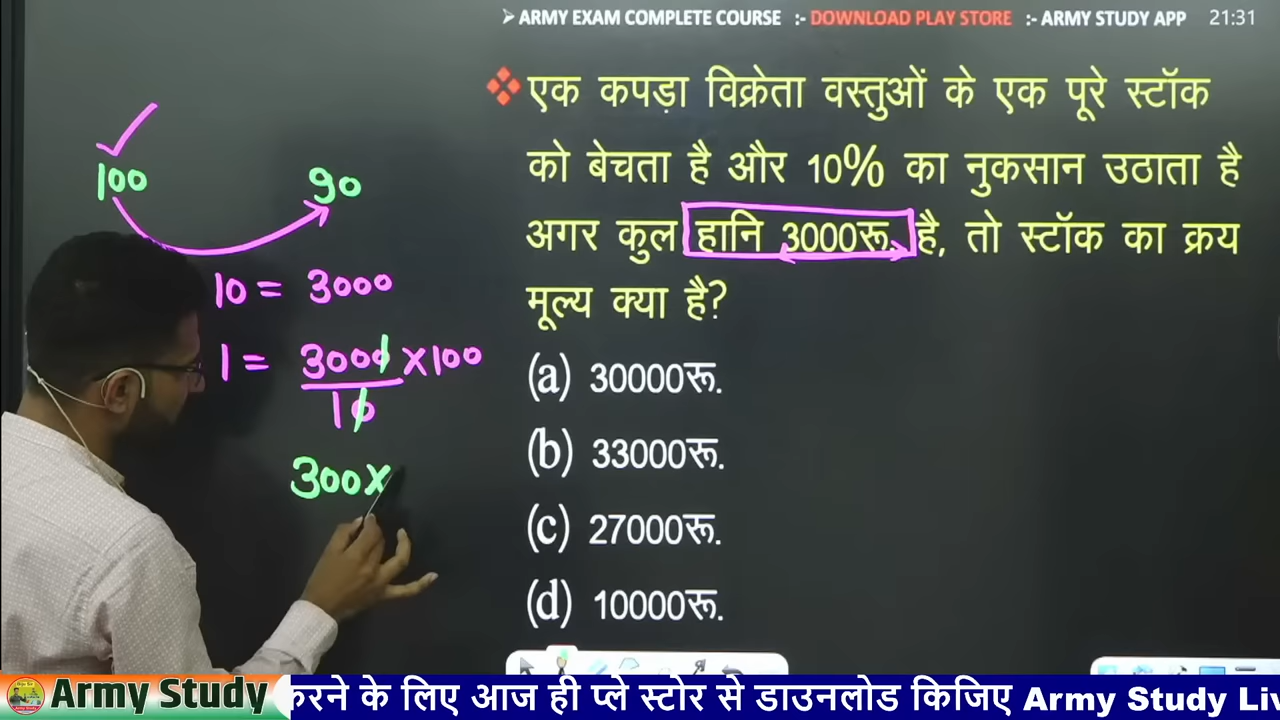 ➢ ARMY EXAM COMPLETE COURSE :- DOWNLOAD PLAY STORE :- ARMY STUDY APP 21:31
❖ एक कपड़ा विक्रेता वस्तुओं के एक पूरे स्टॉक
को बेचता है और 10% का नुकसान उठाता है
अगर कुल हानि 3000रू. है, तो स्टॉक का क्रय
मूल्य क्या है?
(a) 30000रू.
(b) 33000रू.
(c) 27000रू.
(d) 10000रू.
100 90
10 = 3000
1 = 3000 × 100
10
300×
Army Study करने के लिए आज ही प्ले स्टोर से डाउनलोड किजिए Army Study Liv